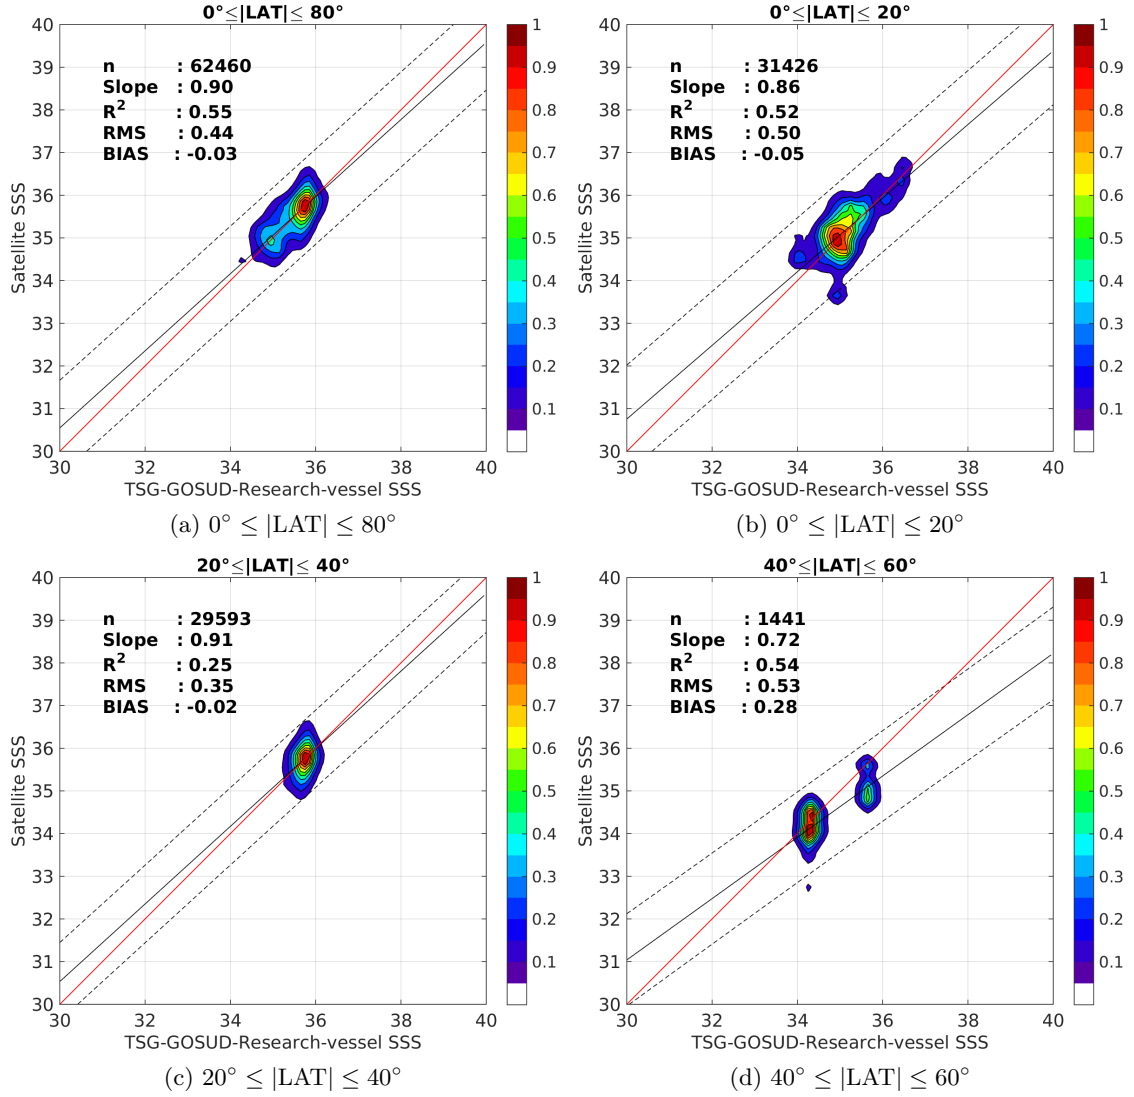 0°≤|LAT|≤ 80°
n : 62460
Slope : 0.90
R² : 0.55
RMS : 0.44
BIAS : -0.03
Satellite SSS
40
39
38
37
36
35
34
33
32
31
30
30 32 34 36 38 40
TSG-GOSUD-Research-vessel SSS
1
0.9
0.8
0.7
0.6
0.5
0.4
0.3
0.2
0.1
(a) 0° ≤ |LAT| ≤ 80°
0°≤|LAT|≤ 20°
n : 31426
Slope : 0.86
R² : 0.52
RMS : 0.50
BIAS : -0.05
Satellite SSS
40
39
38
37
36
35
34
33
32
31
30
30 32 34 36 38 40
TSG-GOSUD-Research-vessel SSS
1
0.9
0.8
0.7
0.6
0.5
0.4
0.3
0.2
0.1
(b) 0° ≤ |LAT| ≤ 20°
20°≤|LAT|≤ 40°
n : 29593
Slope : 0.91
R² : 0.25
RMS : 0.35
BIAS : -0.02
Satellite SSS
40
39
38
37
36
35
34
33
32
31
30
30 32 34 36 38 40
TSG-GOSUD-Research-vessel SSS
1
0.9
0.8
0.7
0.6
0.5
0.4
0.3
0.2
0.1
(c) 20° ≤ |LAT| ≤ 40°
40°≤|LAT|≤ 60°
n : 1441
Slope : 0.72
R² : 0.54
RMS : 0.53
BIAS : 0.28
Satellite SSS
40
39
38
37
36
35
34
33
32
31
30
30 32 34 36 38 40
TSG-GOSUD-Research-vessel SSS
1
0.9
0.8
0.7
0.6
0.5
0.4
0.3
0.2
0.1
(d) 40° ≤ |LAT| ≤ 60°